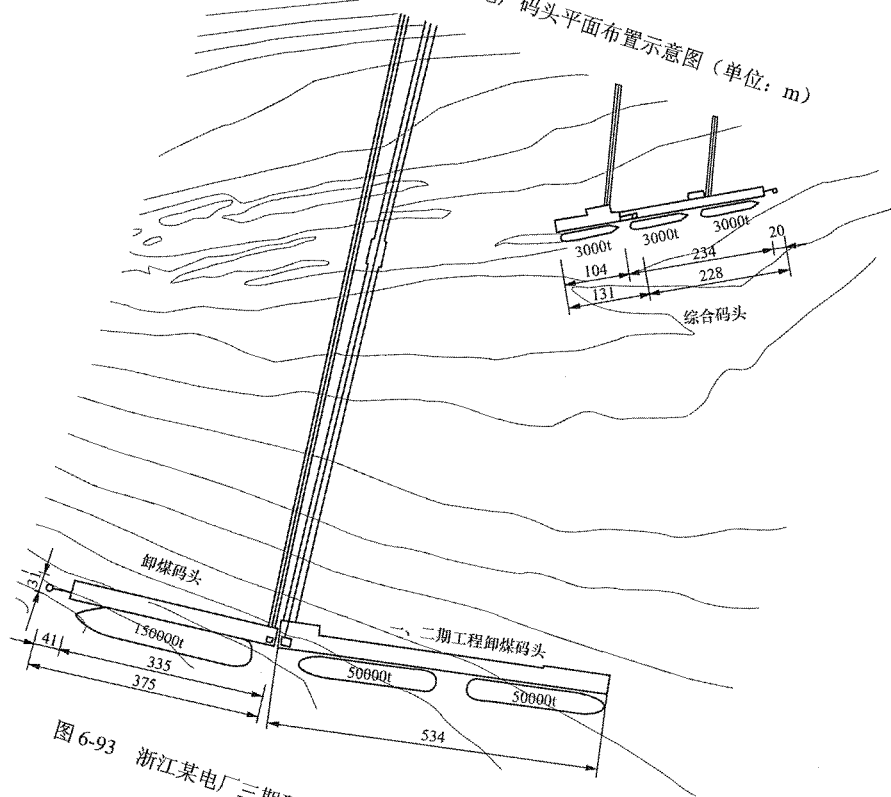 码头平面布置示意图（单位：m）
3000t
3000t
3000t
20
104
234
131
228
综合码头
卸煤码头
31
150000t
一、二期工程卸煤码头
41
335
375
50000t
50000t
534
图 6-93 浙江某电厂三期